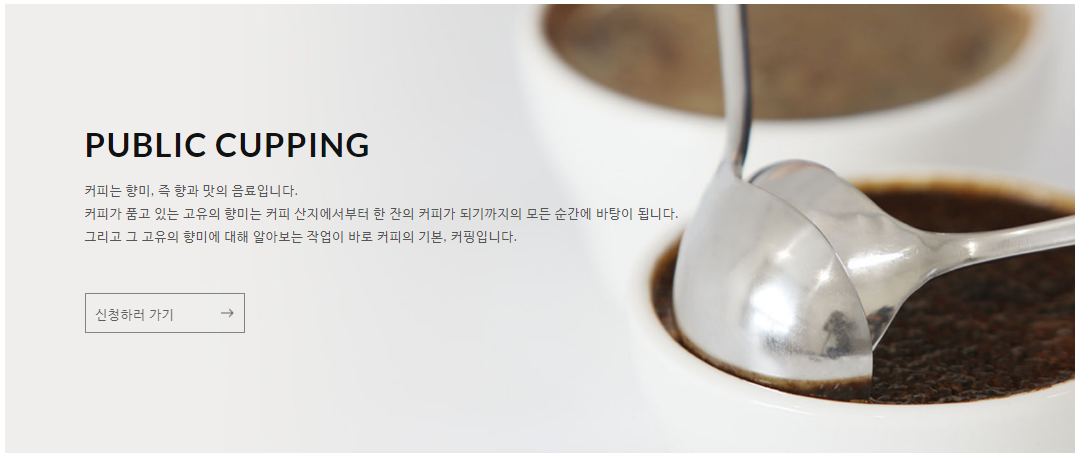 PUBLIC CUPPING
커피는 향미, 즉 향과 맛의 음료입니다.
커피가 품고 있는 고유의 향미는 커피 산지에서부터 한 잔의 커피가 되기까지의 모든 순간에 바탕이 됩니다.
그리고 그 고유의 향미에 대해 알아보는 작업이 바로 커피의 기본, 커핑입니다.
신청하러 가기 →